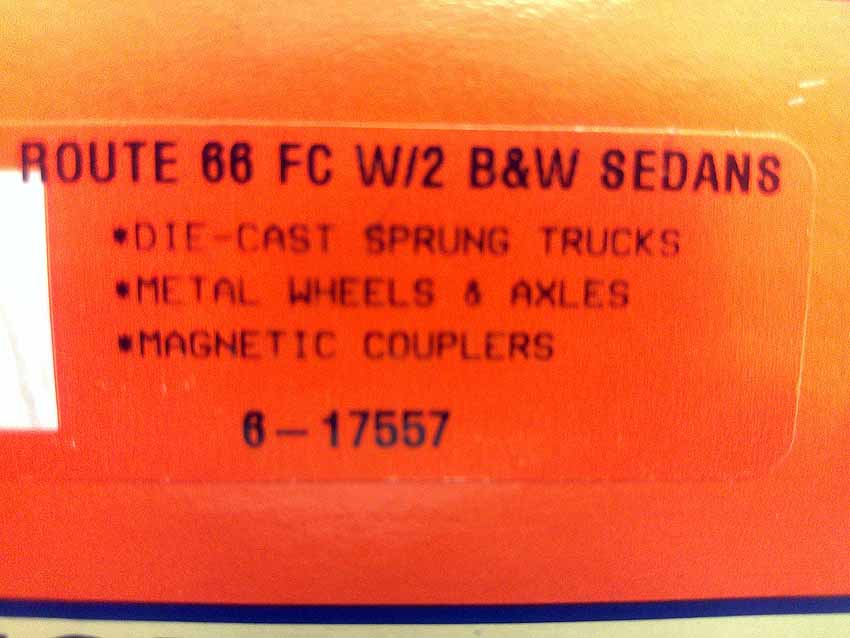 ROUTE 66 FC W/2 B&W SEDANS
*DIE-CAST SPRUNG TRUCKS
*METAL WHEELS & AXLES
*MAGNETIC COUPLERS
6-17557